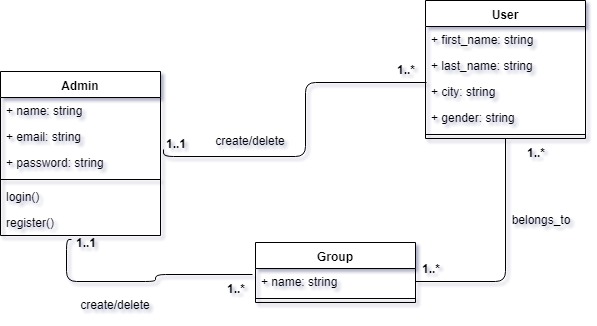 User
+ first_name: string
+ last_name: string
+ city: string
+ gender: string
1..*
1..*
Admin
+ name: string
+ email: string
+ password: string
login()
register()
1..1
create/delete
1..1
belongs_to
Group
+ name: string
1..*
1..*
create/delete